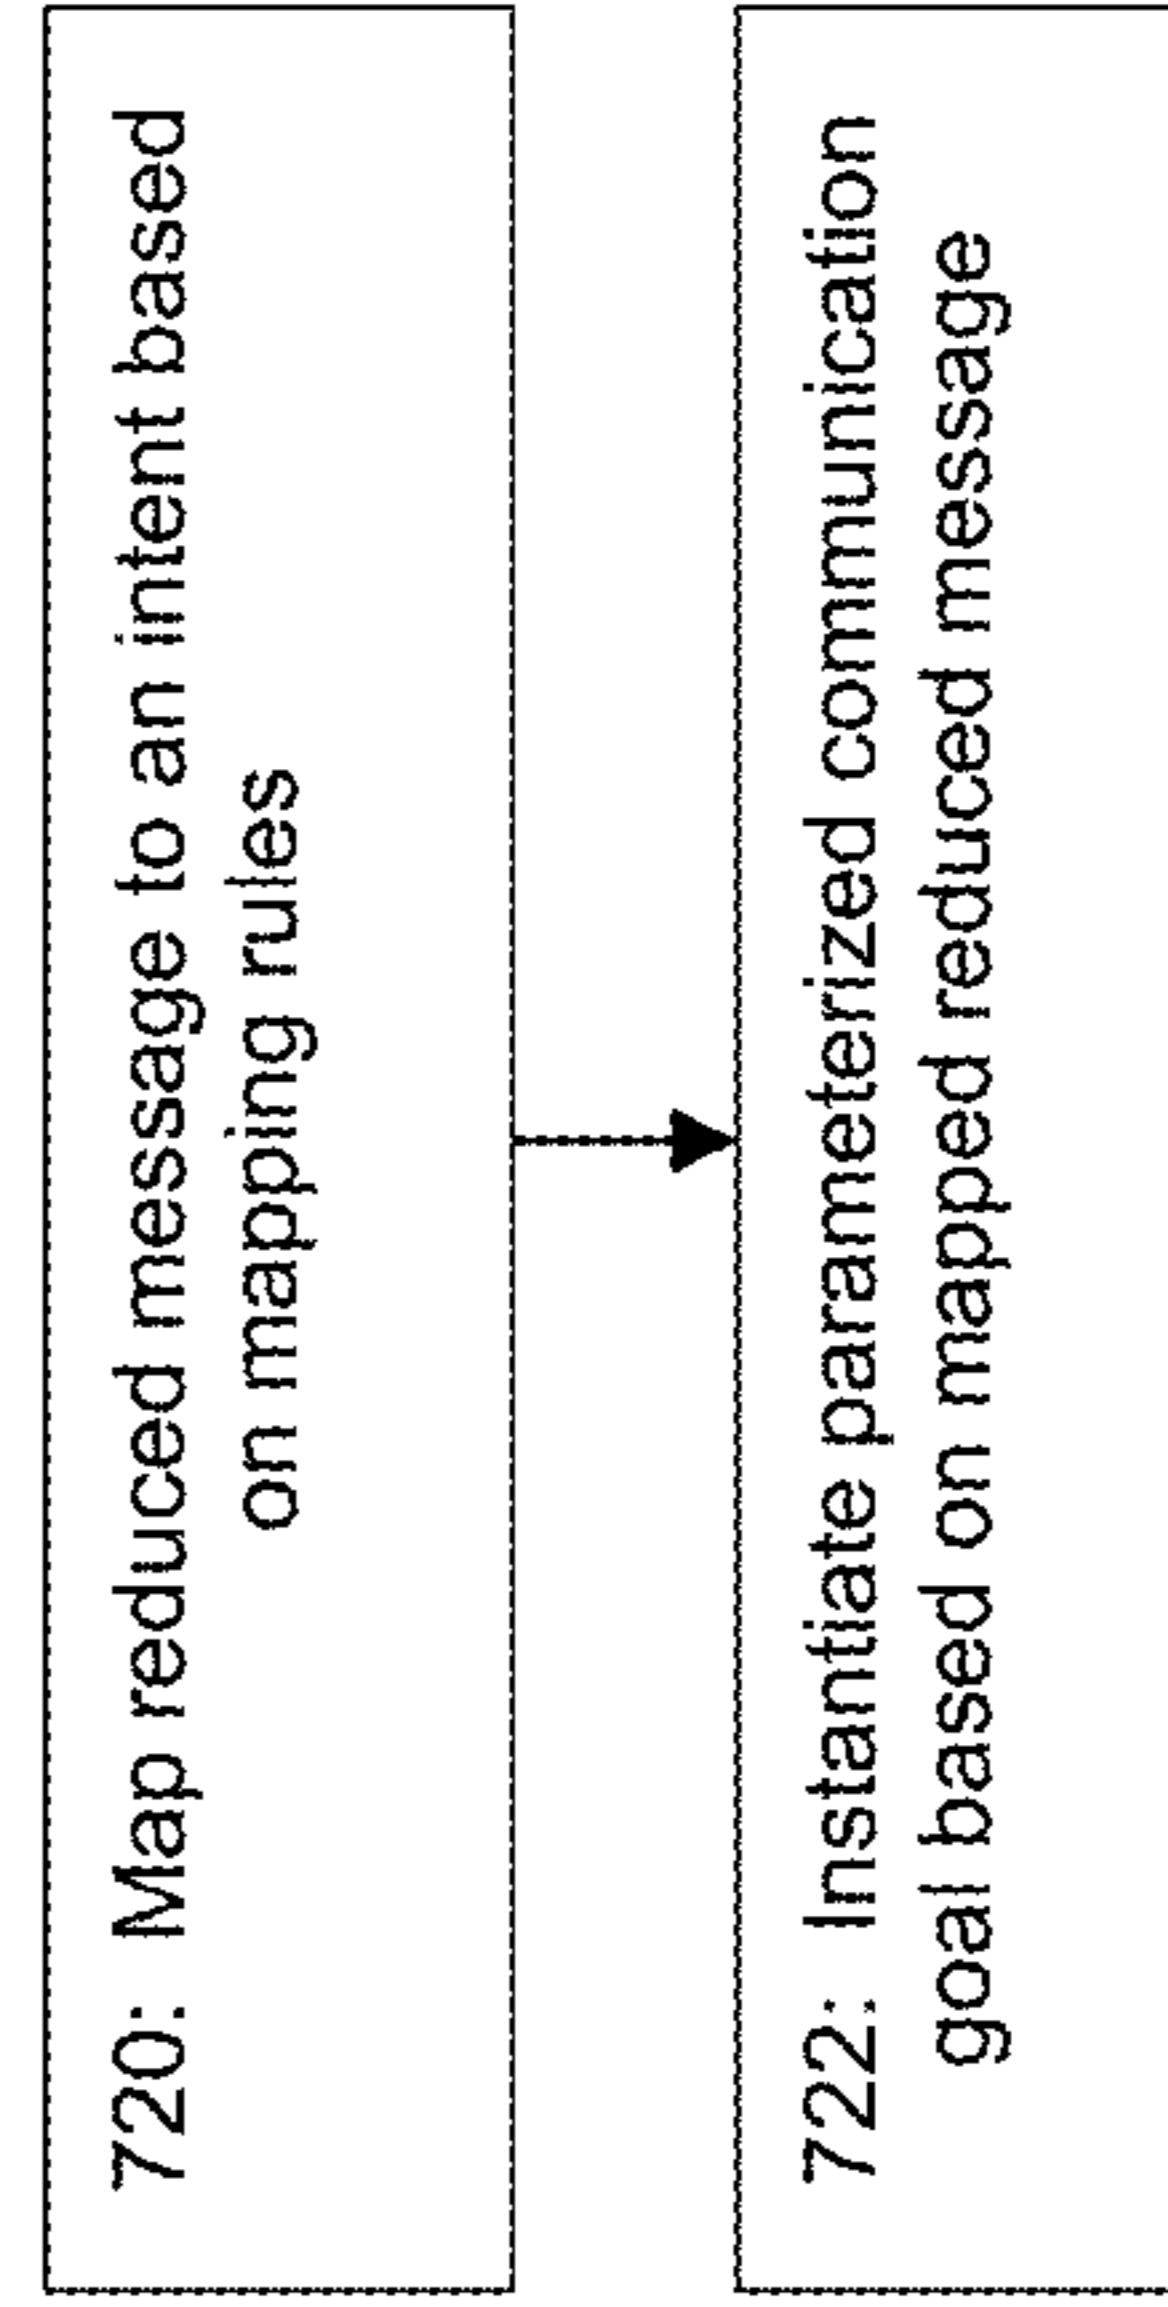 720: Map reduced message to an intent based
on mapping rules
722: Instantiate parameterized communication
goal based on mapped reduced message